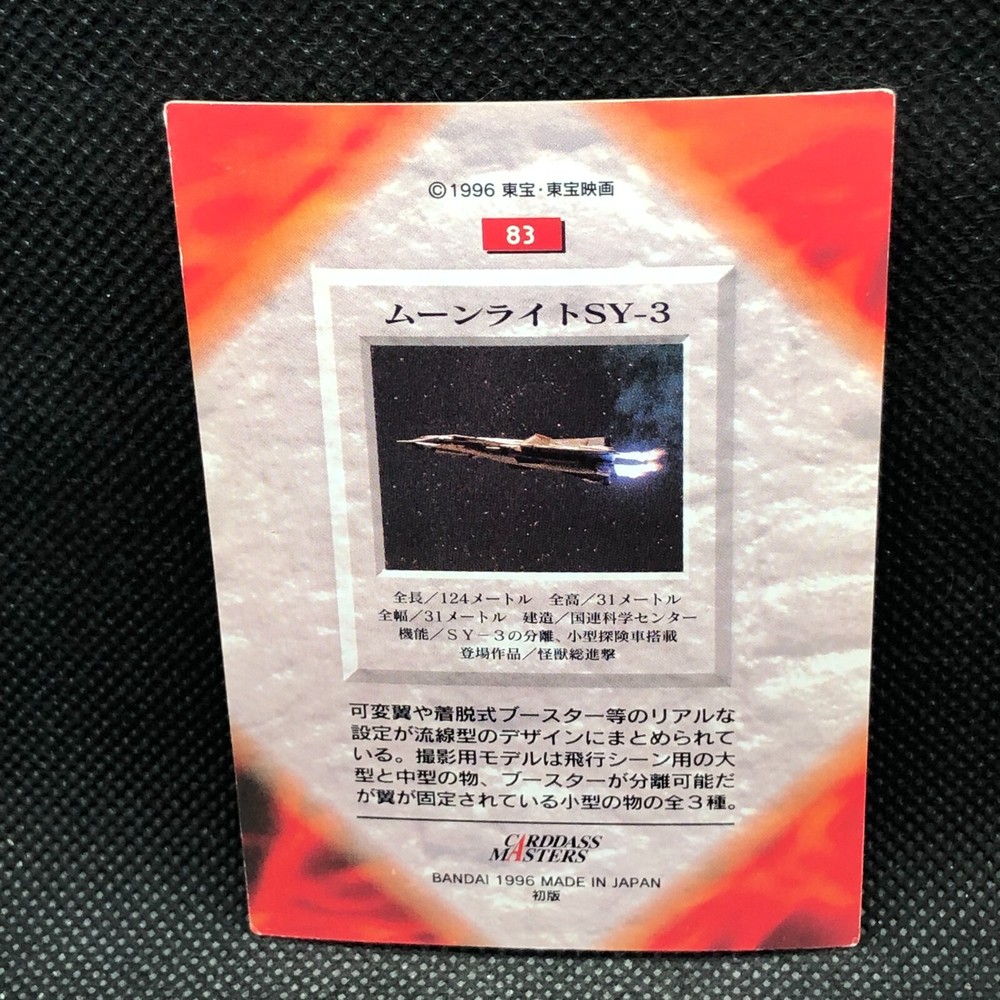 ©1996 東宝・東宝映画
83
ムーンライトSY-3
全長／124メートル 全高／31メートル
全幅／31メートル 建造／国連科学センター
機能／ＳＹ－３の分離、小型探険車搭載
登場作品／怪獣総進撃
可変翼や着脱式ブースター等のリアルな
設定が流線型のデザインにまとめられて
いる。撮影用モデルは飛行シーン用の大
型と中型の物、ブースターが分離可能だ
が翼が固定されている小型の物の全３種。
CARDDASS
MASTERS
BANDAI 1996 MADE IN JAPAN
初版